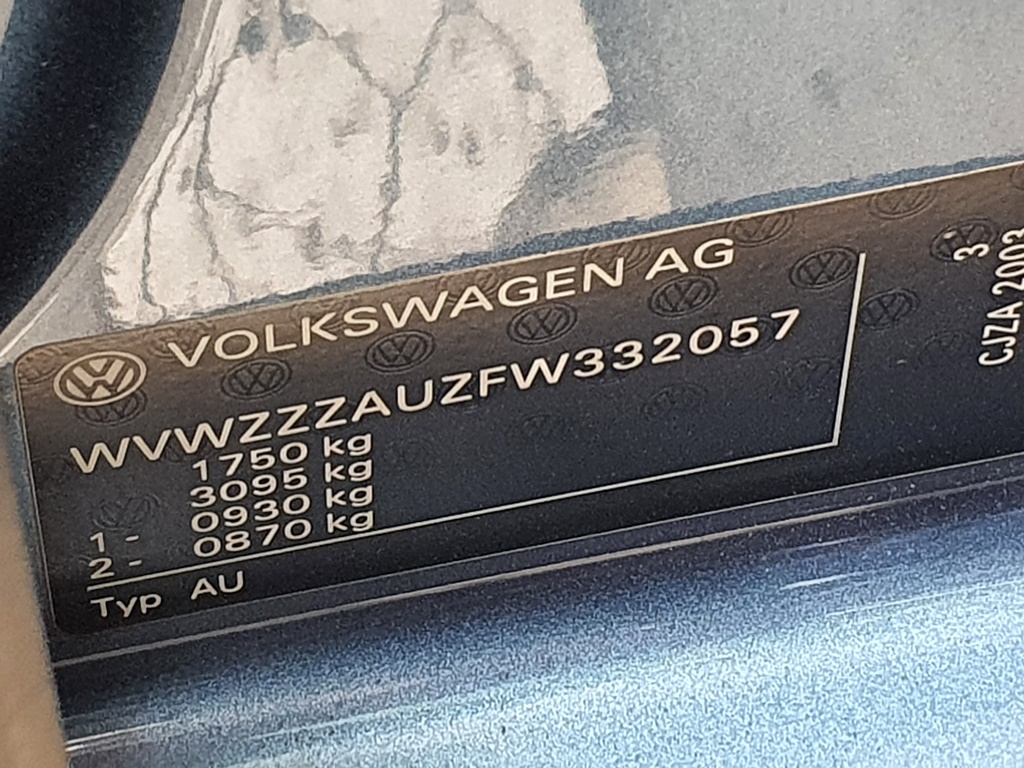 VOLKSWAGEN AG
WVWZZZAUZFW332057
1750 kg
3095 kg
1 - 0930 kg
2 - 0870 kg
Typ AU
3
CJZA 2003